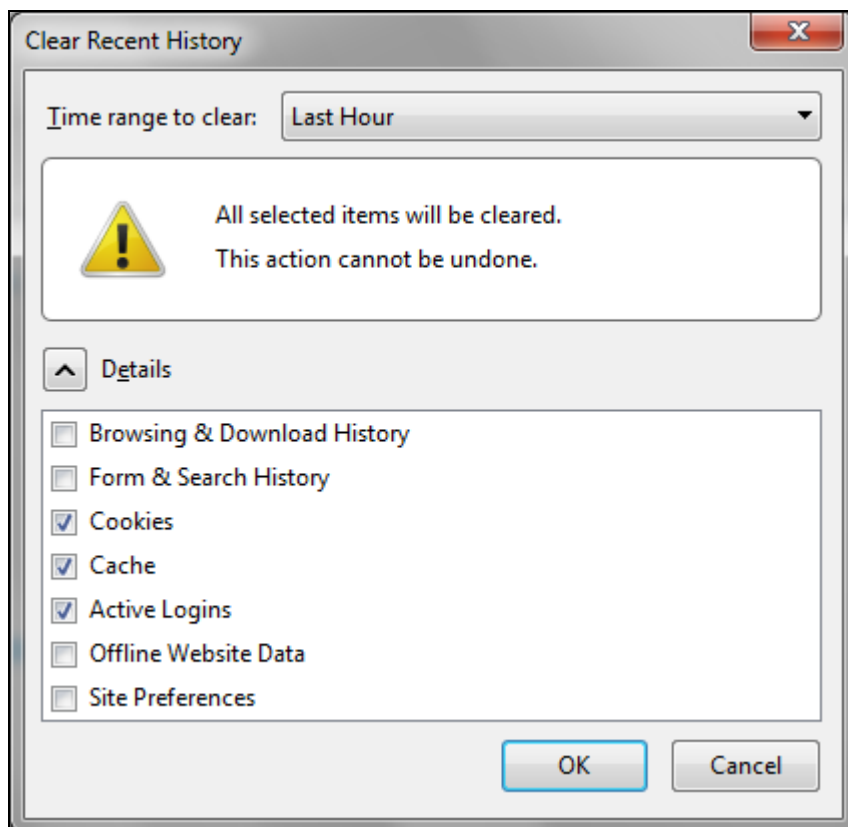 Clear Recent History
Time range to clear: Last Hour
All selected items will be cleared.
This action cannot be undone.
Details
Browsing & Download History
Form & Search History
Cookies
Cache
Active Logins
Offline Website Data
Site Preferences
OK Cancel